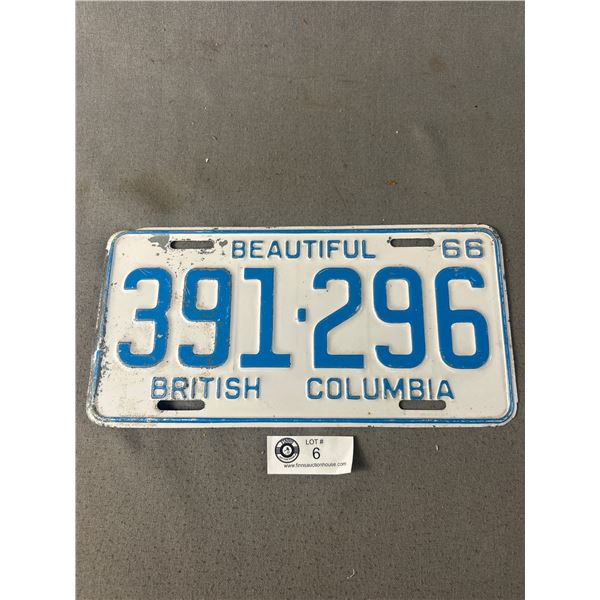 BEAUTIFUL 66
391·296
BRITISH COLUMBIA
LOT #
6
www.finnsauctionhouse.com